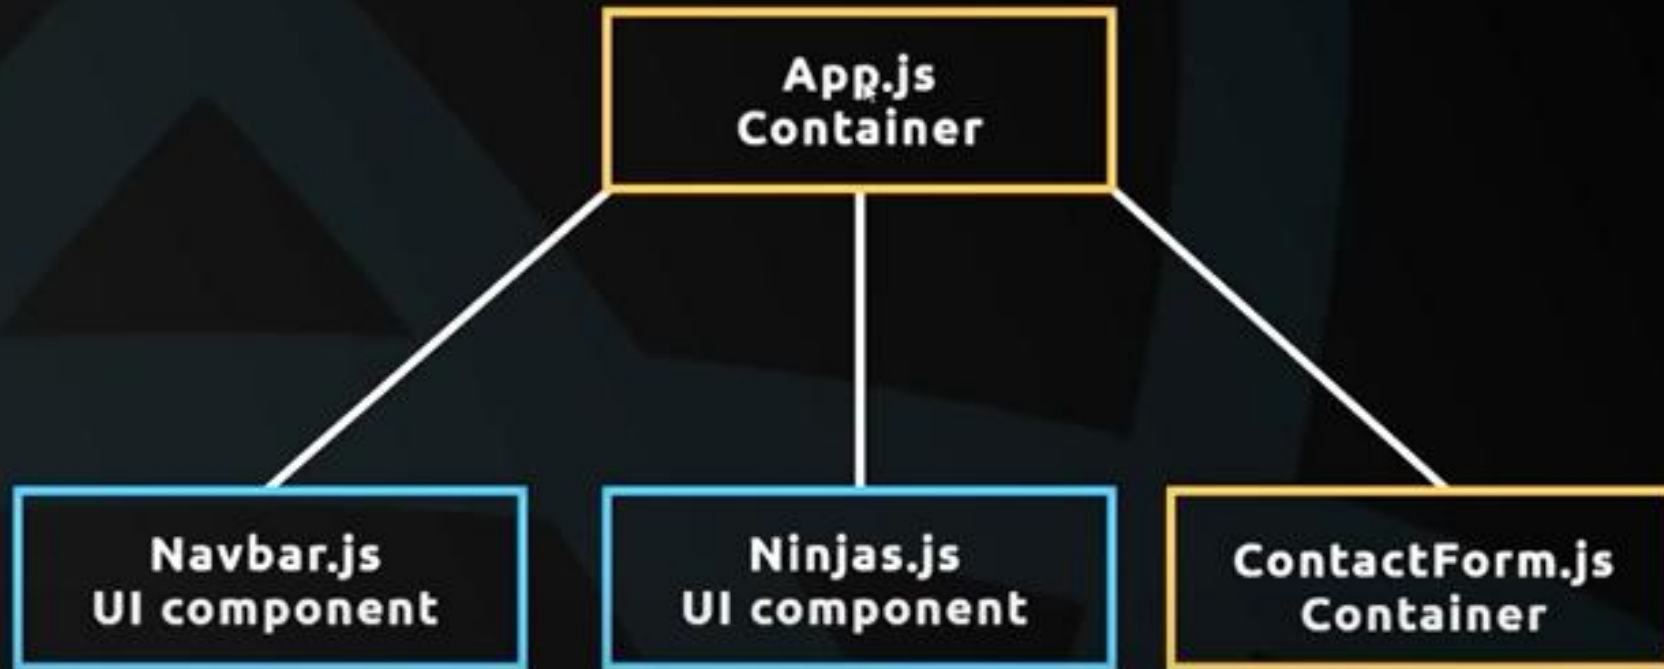 App.js
Container
Navbar.js
UI component
Ninjas.js
UI component
ContactForm.js
Container